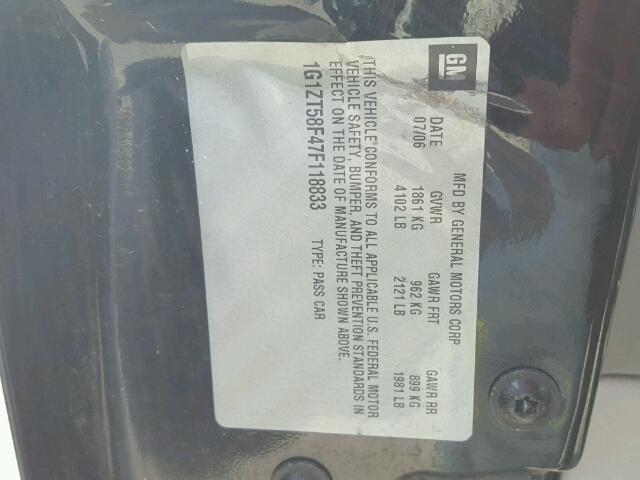 GM
MFD BY GENERAL MOTORS CORP
DATE GVWR GAWR FRT GAWR RR
07/06 1861 KG 962 KG 899 KG
4102 LB 2121 LB 1981 LB
THIS VEHICLE CONFORMS TO ALL APPLICABLE U.S. FEDERAL MOTOR
VEHICLE SAFETY, BUMPER, AND THEFT PREVENTION STANDARDS IN
EFFECT ON THE DATE OF MANUFACTURE SHOWN ABOVE.
1G1ZT58F47F118833 TYPE: PASS CAR